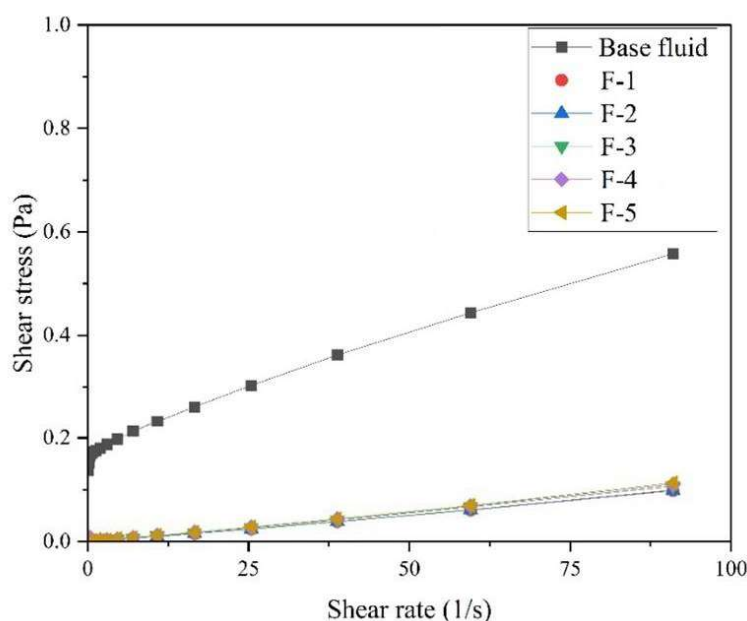 1.0
0.8
0.6
0.4
0.2
0.0
Shear stress (Pa)
Base fluid
F-1
F-2
F-3
F-4
F-5
0
25
50
75
100
Shear rate (1/s)